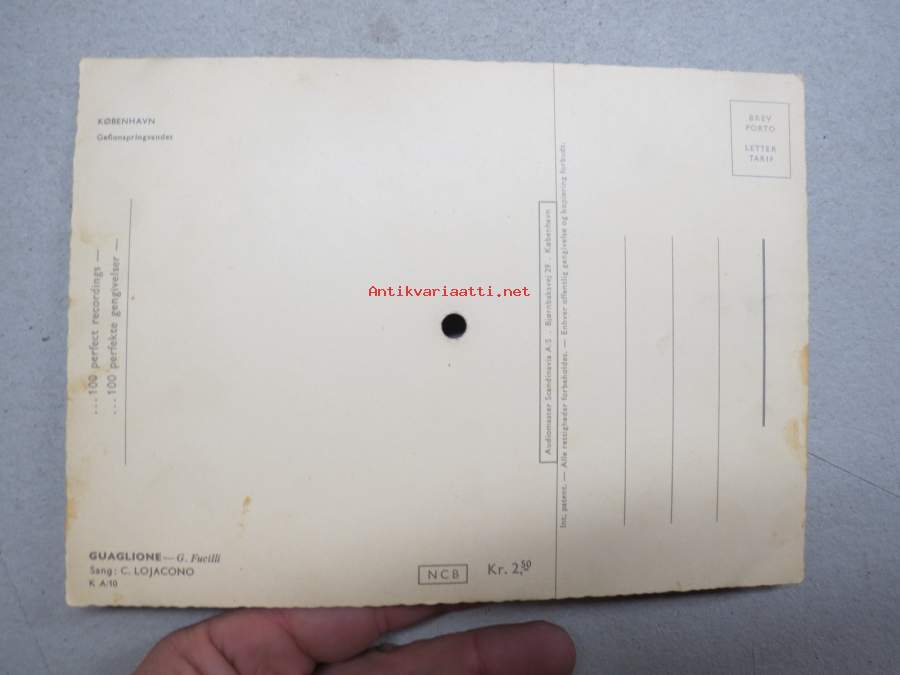 KØBENHAVN
Gefionspringvandet
BREV
PORTO
LETTER
TARIF
---100 perfect recordings —
---100 perfekte gengivelser —
Antikvariaatti.net
Audiomaster Scandinavia A/S . Bjørnbaksvej 29 . København
Int. patent. — Alle rettigheder forbeholdes. — Enhver offentlig gengivelse og kopiering forbudt.
GUAGLIONE — G. Fucilli
Sang: C. LOJACONO
K A/10
NCB
Kr. 2,50